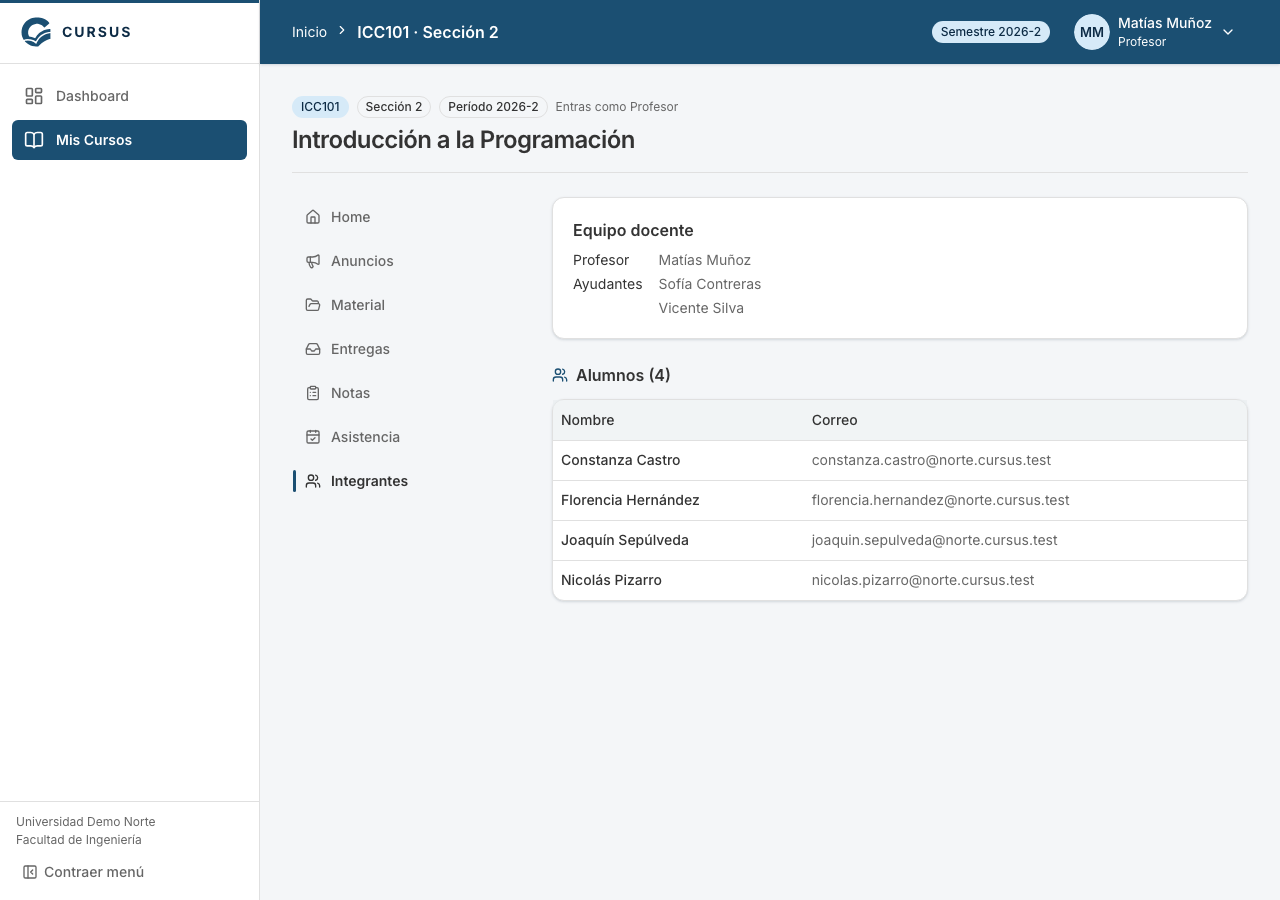 CURSUS
Inicio
ICC101 · Sección 2
Semestre 2026-2
MM
Matías Muñoz
Profesor
Dashboard
Mis Cursos
ICC101
Sección 2
Período 2026-2
Entras como Profesor
Introducción a la Programación
Home
Anuncios
Material
Entregas
Notas
Asistencia
Integrantes
Equipo docente
Profesor Matías Muñoz
Ayudantes Sofía Contreras
Vicente Silva
Alumnos (4)
Nombre Correo
Constanza Castro constanza.castro@norte.cursus.test
Florencia Hernández florencia.hernandez@norte.cursus.test
Joaquín Sepúlveda joaquin.sepulveda@norte.cursus.test
Nicolás Pizarro nicolas.pizarro@norte.cursus.test
Universidad Demo Norte
Facultad de Ingeniería
Contraer menú